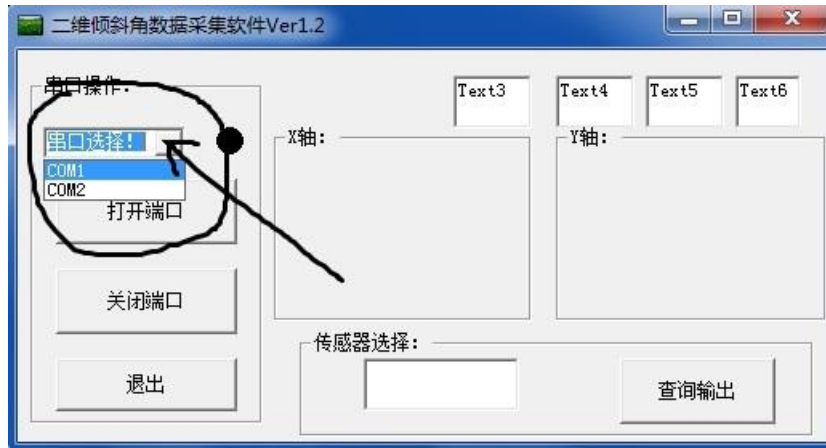 二维倾斜角数据采集软件Ver1.2
串口操作:
串口选择!
COM1
COM2
打开端口
关闭端口
退出
Text3
Text4
Text5
Text6
X轴:
Y轴:
传感器选择:
查询输出